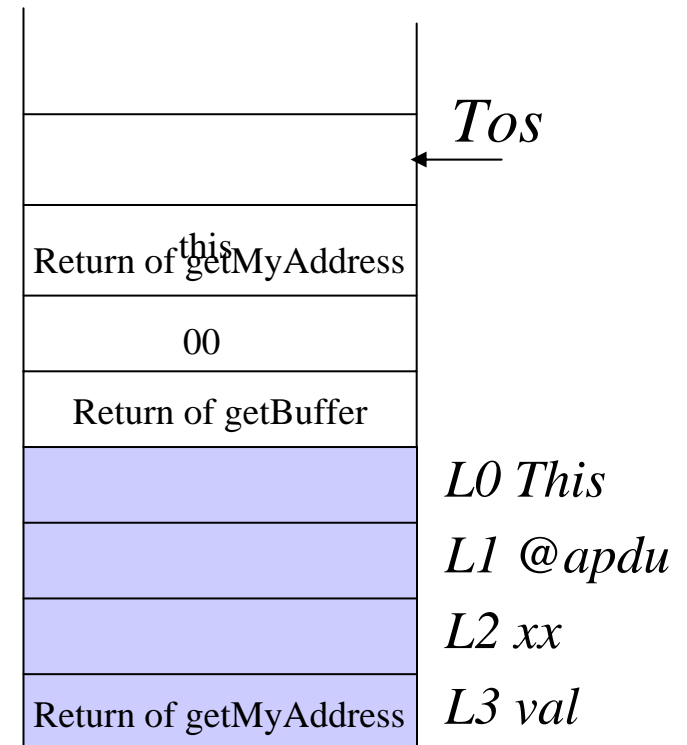 Tos
this
Return of getMyAddress
00
Return of getBuffer
L0 This
L1 @apdu
L2 xx
Return of getMyAddress
L3 val